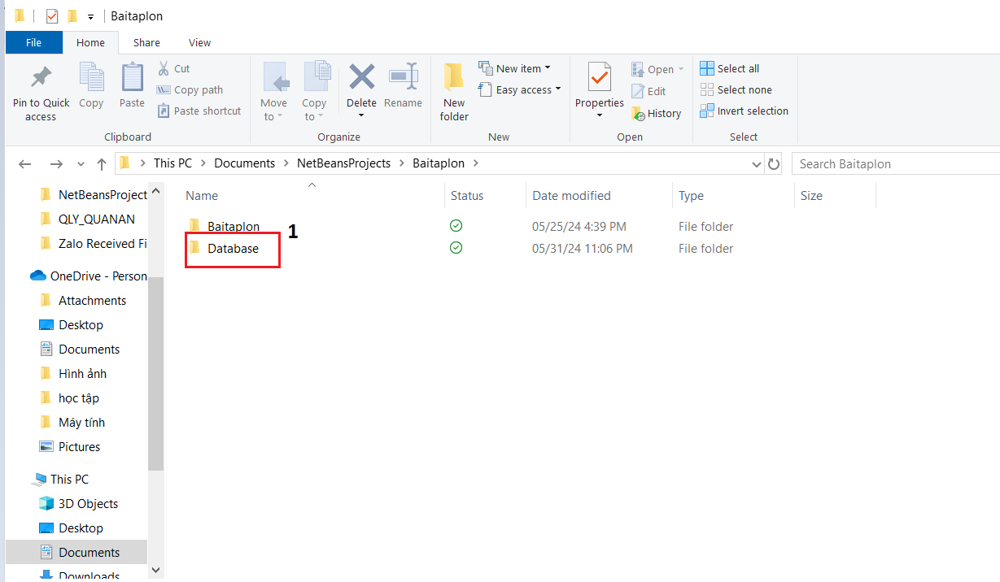 Baitaplon
File Home Share View
Pin to Quick access
Copy
Paste
Cut
Copy path
Paste shortcut
Clipboard
Move to
Copy to
Delete
Rename
Organize
New folder
New item
Easy access
New
Properties
Open
Edit
History
Open
Select all
Select none
Invert selection
Select
This PC > Documents > NetBeansProjects > Baitaplon >
Search Baitaplon
NetBeansProject
QLY_QUANAN
Zalo Received Fi
OneDrive - Person
Attachments
Desktop
Documents
Hình ảnh
học tập
Máy tính
Pictures
This PC
3D Objects
Desktop
Documents
Downloads
Name Status Date modified Type Size
Baitaplon 05/25/24 4:39 PM File folder
1
Database 05/31/24 11:06 PM File folder